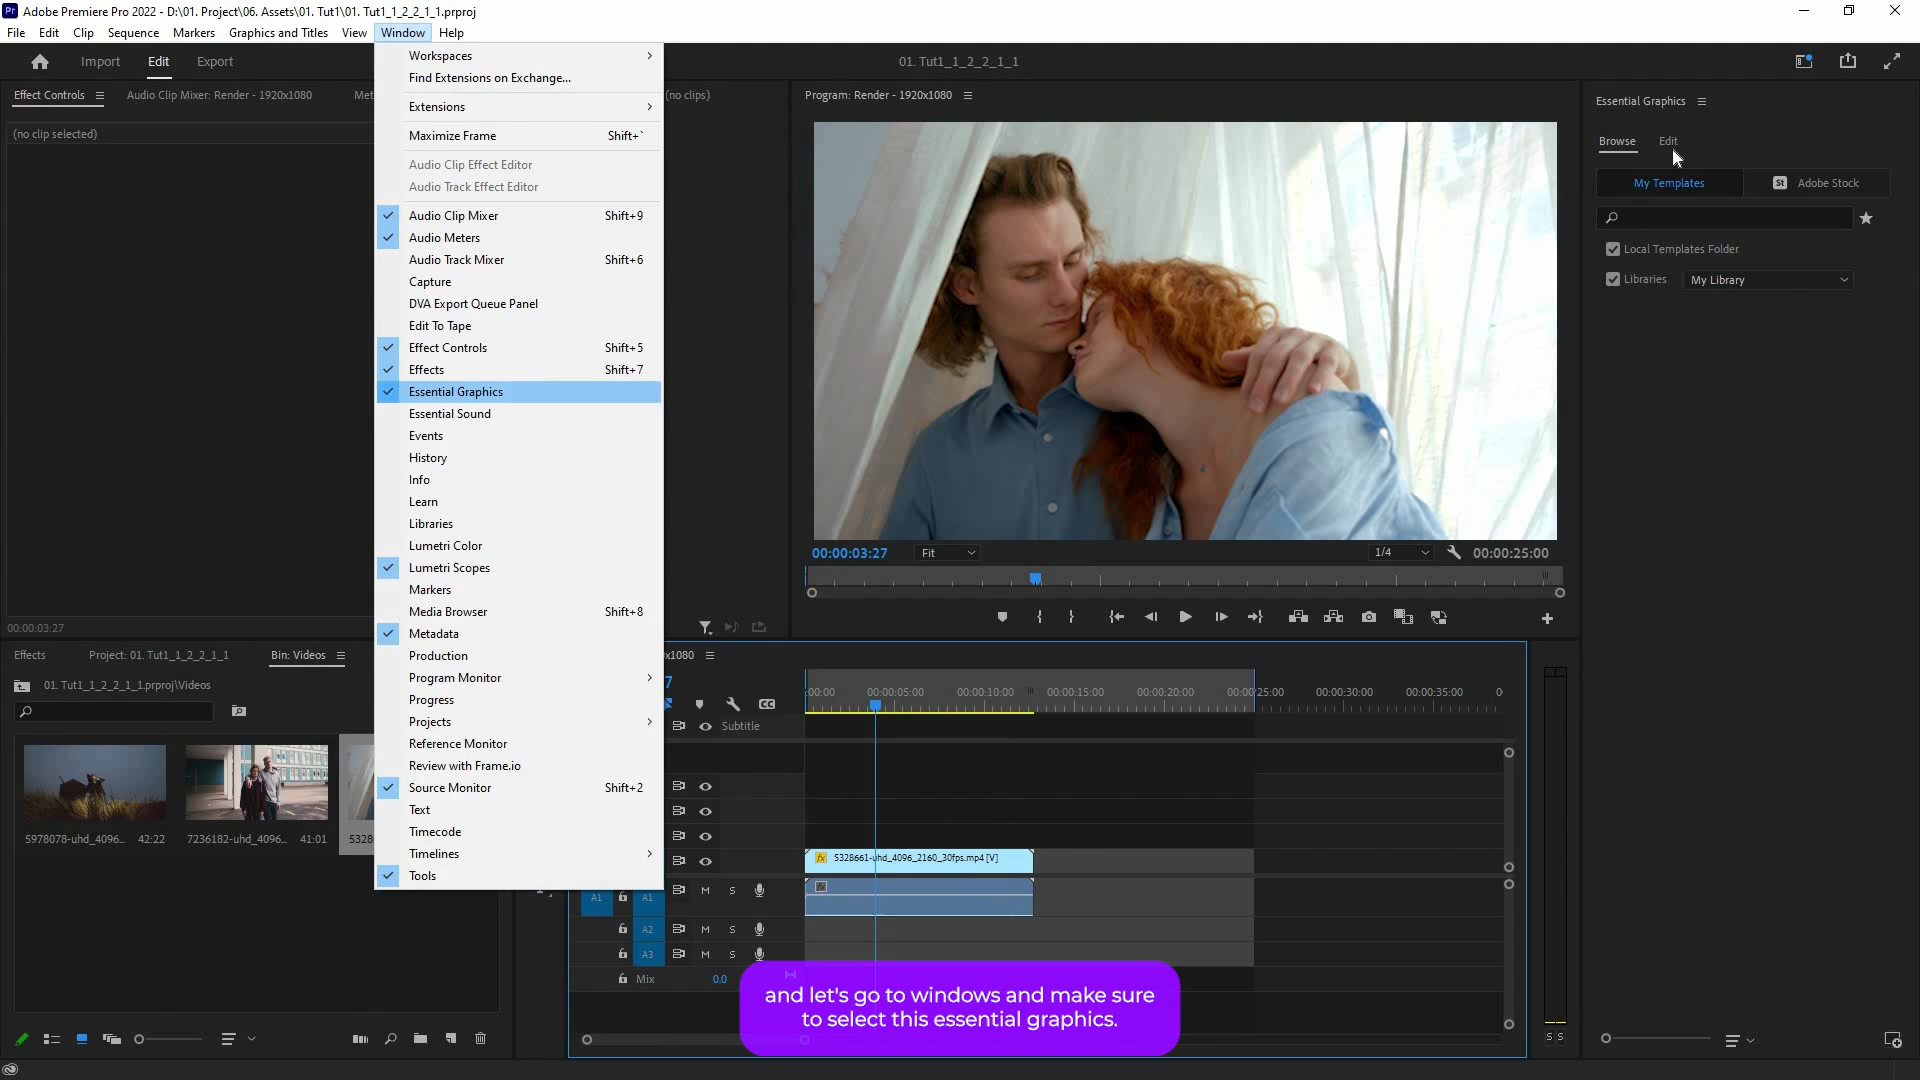 Pr Adobe Premiere Pro 2022 - D:\01. Project\06. Assets\01. Tut1\01. Tut1_1_2_2_1_1.prproj
File Edit Clip Sequence Markers Graphics and Titles View Window Help
Import Edit Export
01. Tut1_1_2_2_1_1
Effect Controls Audio Clip Mixer: Render - 1920x1080 Met
(no clips)
Program: Render - 1920x1080
(no clip selected)
Workspaces
Find Extensions on Exchange...
Extensions
Maximize Frame Shift+`
Audio Clip Effect Editor
Audio Track Effect Editor
Audio Clip Mixer Shift+9
Audio Meters
Audio Track Mixer Shift+6
Capture
DVA Export Queue Panel
Edit To Tape
Effect Controls Shift+5
Effects Shift+7
Essential Graphics
Essential Sound
Events
History
Info
Learn
Libraries
Lumetri Color
Lumetri Scopes
Markers
Media Browser Shift+8
Metadata
Production
Program Monitor
Progress
Projects
Reference Monitor
Review with Frame.io
Source Monitor Shift+2
Text
Timecode
Timelines
Tools
Essential Graphics
Browse Edit
My Templates
St Adobe Stock
Local Templates Folder
Libraries My Library
00:00:03:27 Fit 1/4 00:00:25:00
00:00:03:27
Effects Project: 01. Tut1_1_2_2_1_1 Bin: Videos
01. Tut1_1_2_2_1_1.prproj\Videos
5978078-uhd_4096... 42:22
7236182-uhd_4096... 41:01
5328
x1080
7
:00:00 00:00:05:00 00:00:10:00 00:00:15:00 00:00:20:00 00:00:25:00 00:00:30:00 00:00:35:00 0
CC
Subtitle
fx 5328661-uhd_4096_2160_30fps.mp4 [V]
A1 A1 M S
fx
A2 M S
A3 M S
Mix 0.0
S S
and let's go to windows and make sure
to select this essential graphics.